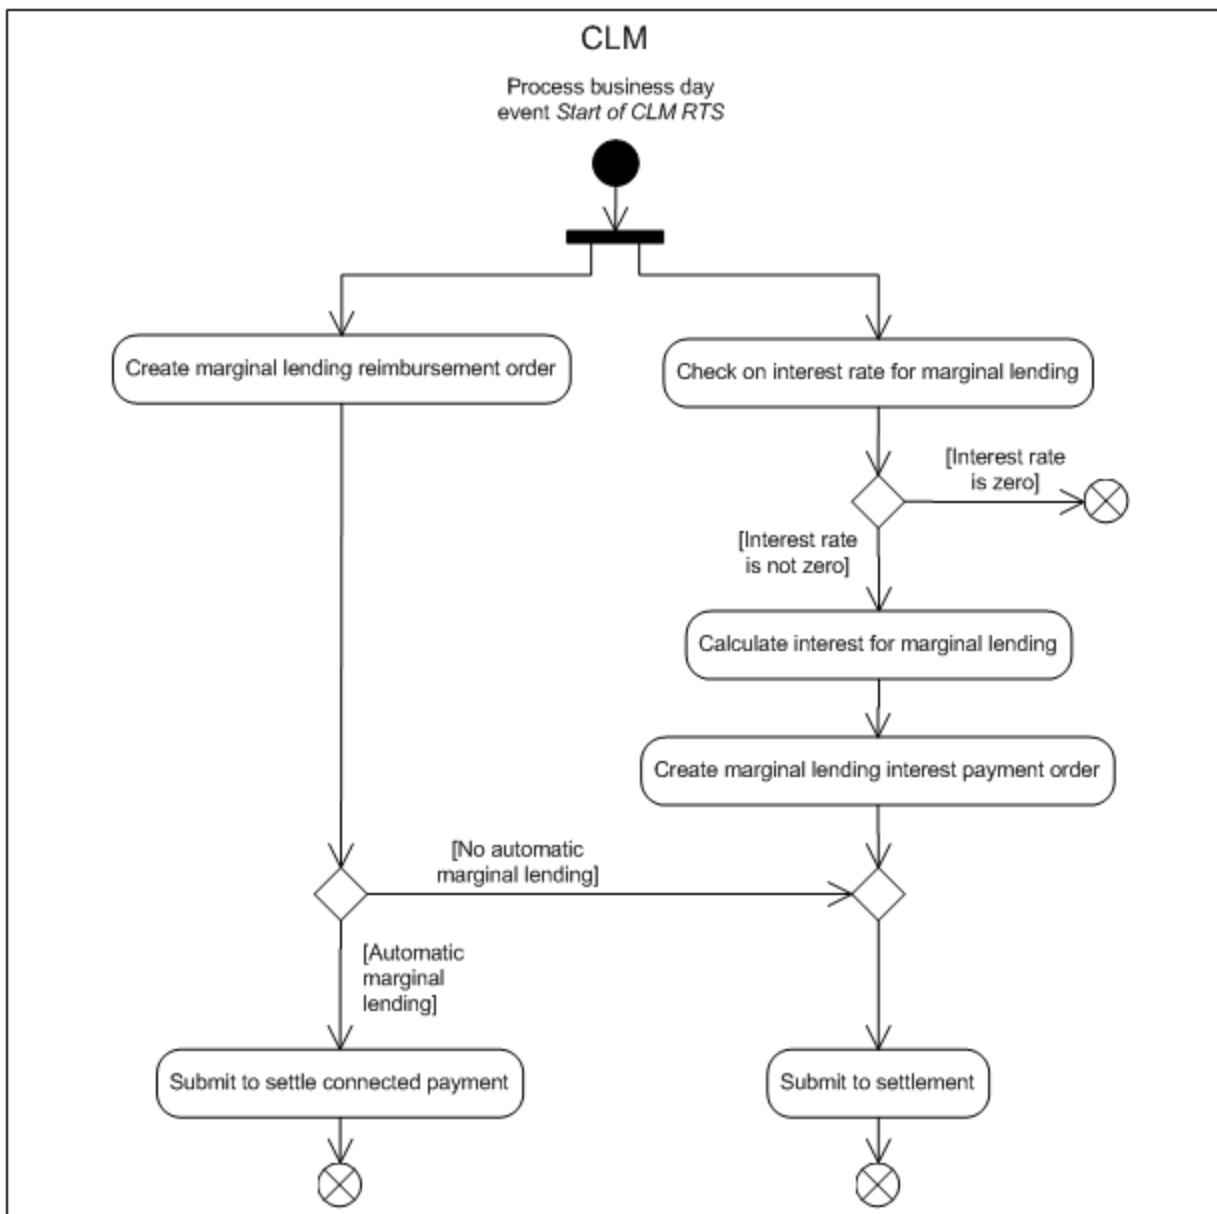 CLM
Process business day
event Start of CLM RTS
Create marginal lending reimbursement order
Check on interest rate for marginal lending
[Interest rate
is zero]
[Interest rate
is not zero]
Calculate interest for marginal lending
Create marginal lending interest payment order
[No automatic
marginal lending]
[Automatic
marginal
lending]
Submit to settle connected payment
Submit to settlement